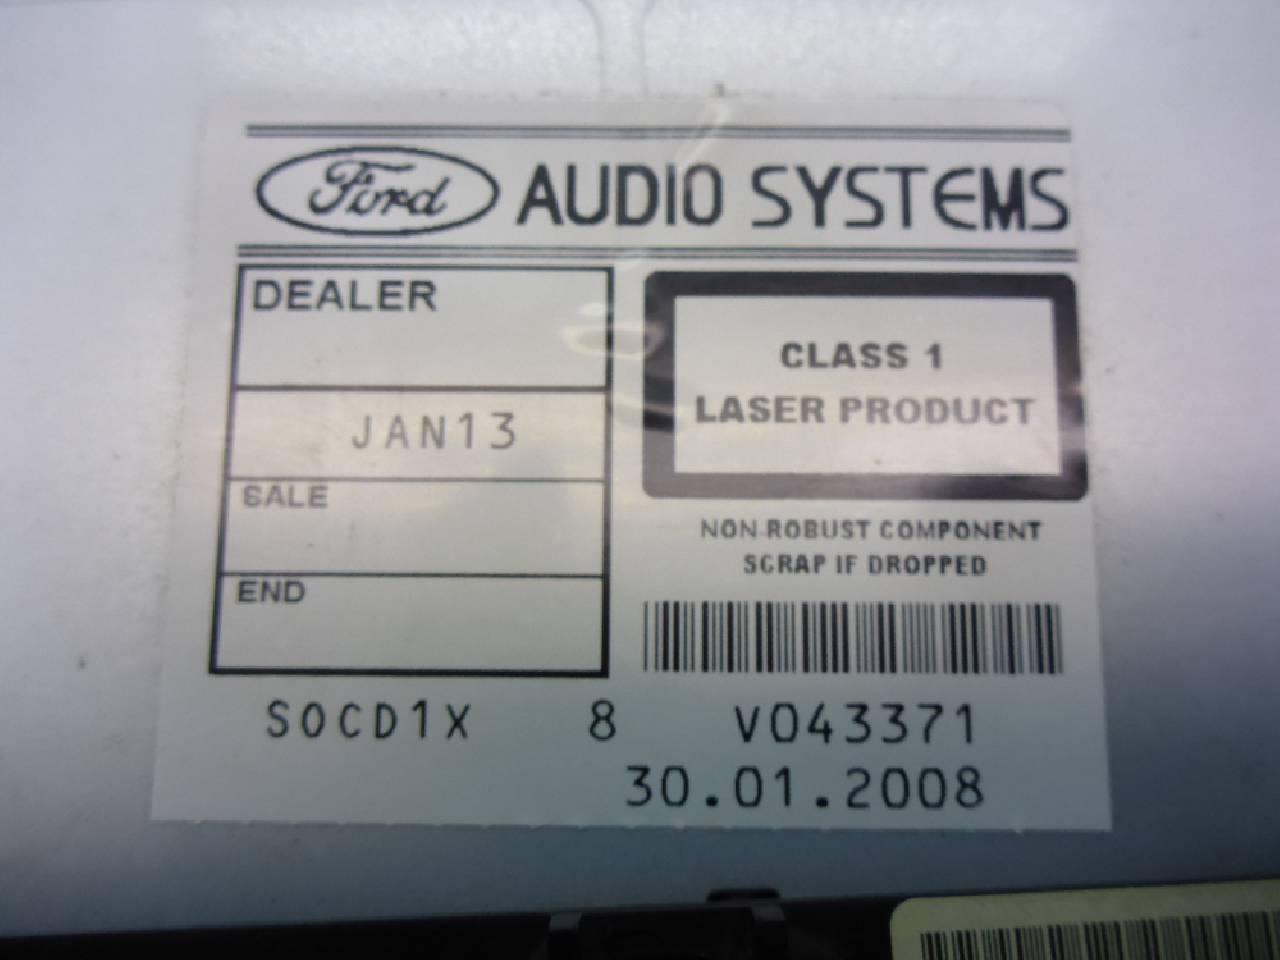 Ford AUDIO SYSTEMS
DEALER
JAN13
SALE
END
CLASS 1
LASER PRODUCT
NON-ROBUST COMPONENT
SCRAP IF DROPPED
S0CD1X 8 V043371
30.01.2008